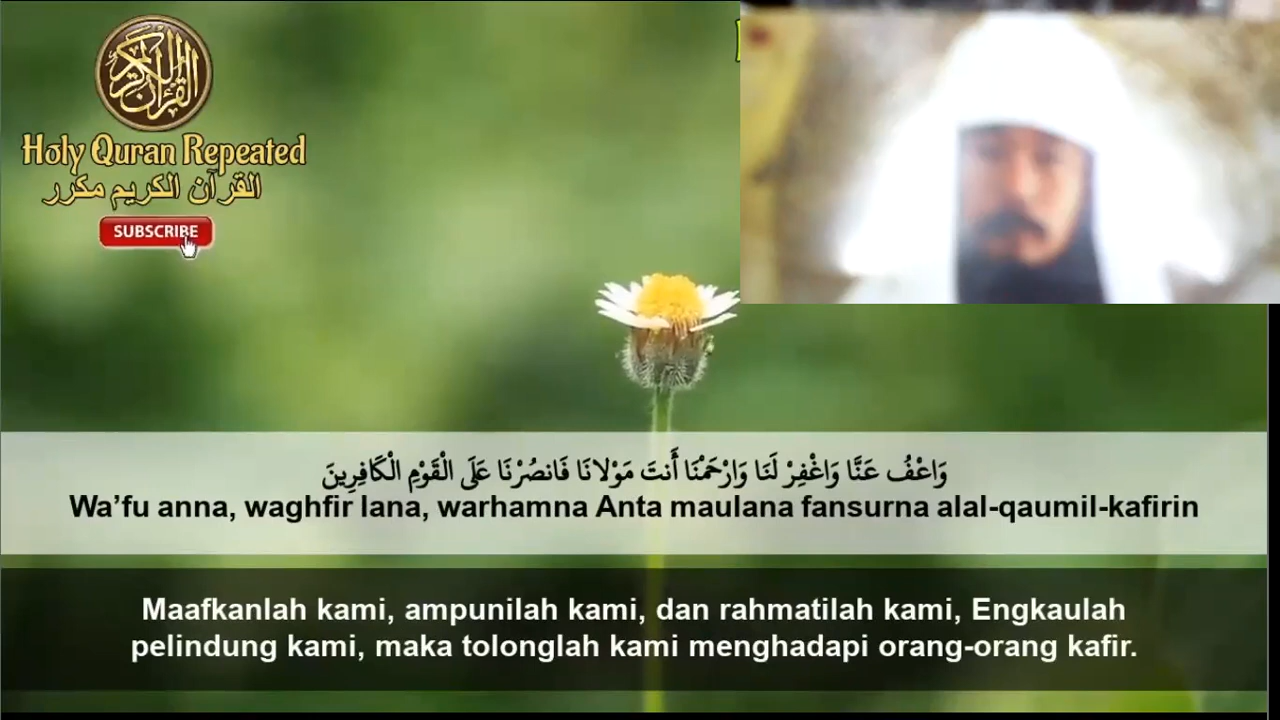 القرآن الكريم
Holy Quran Repeated
القرآن الكريم مكرر
SUBSCRIBE
وَاعْفُ عَنَّا وَاغْفِرْ لَنَا وَارْحَمْنَا أَنتَ مَوْلانَا فَانصُرْنَا عَلَى الْقَوْمِ الْكَافِرِينَ
Wa’fu anna, waghfir lana, warhamna Anta maulana fansurna alal-qaumil-kafirin
Maafkanlah kami, ampunilah kami, dan rahmatilah kami, Engkaulah
pelindung kami, maka tolonglah kami menghadapi orang-orang kafir.